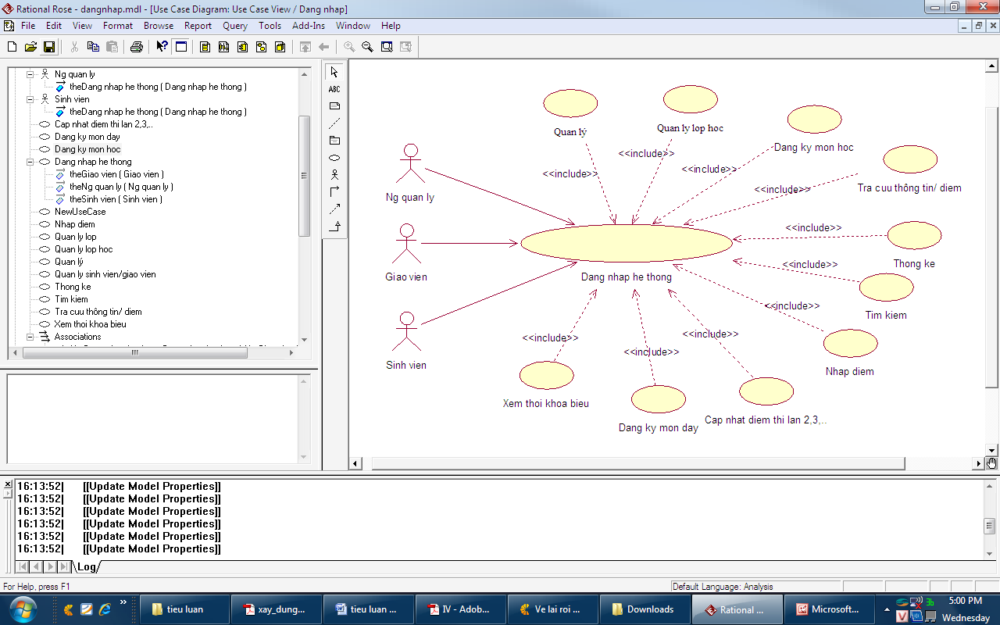 Rational Rose - dangnhap.mdl - [Use Case Diagram: Use Case View / Dang nhap]
File Edit View Format Browse Report Query Tools Add-Ins Window Help
Ng quan ly
theDang nhap he thong ( Dang nhap he thong )
Sinh vien
theDang nhap he thong ( Dang nhap he thong )
Cap nhat diem thi lan 2,3,..
Dang ky mon day
Dang ky mon hoc
Dang nhap he thong
theGiao vien ( Giao vien )
theNg quan ly ( Ng quan ly )
theSinh vien ( Sinh vien )
NewUseCase
Nhap diem
Quan ly lop
Quan ly lop hoc
Quan lý
Quan ly sinh vien/giao vien
Thong ke
Tim kiem
Tra cuu thông tin/ diem
Xem thoi khoa bieu
Associations
ABC
Quan lý
Quan ly lop hoc
Dang ky mon hoc
<<include>>
<<include>>
<<include>>
<<include>>
Tra cuu thông tin/ diem
Ng quan ly
<<include>>
Thong ke
<<include>>
Giao vien
Dang nhap he thong
Tim kiem
<<include>>
<<include>>
<<include>>
<<include>>
Sinh vien
Nhap diem
Xem thoi khoa bieu
Dang ky mon day
Cap nhat diem thi lan 2,3,..
16:13:52| [[Update Model Properties]]
16:13:52| [[Update Model Properties]]
16:13:52| [[Update Model Properties]]
16:13:52| [[Update Model Properties]]
16:13:52| [[Update Model Properties]]
16:13:52| [[Update Model Properties]]
Log
For Help, press F1
Default Language: Analysis
tieu luan
xay_dung...
tieu luan ...
IV - Adob...
Ve lai roi ...
Downloads
Rational ...
Microsoft...
5:00 PM
Wednesday